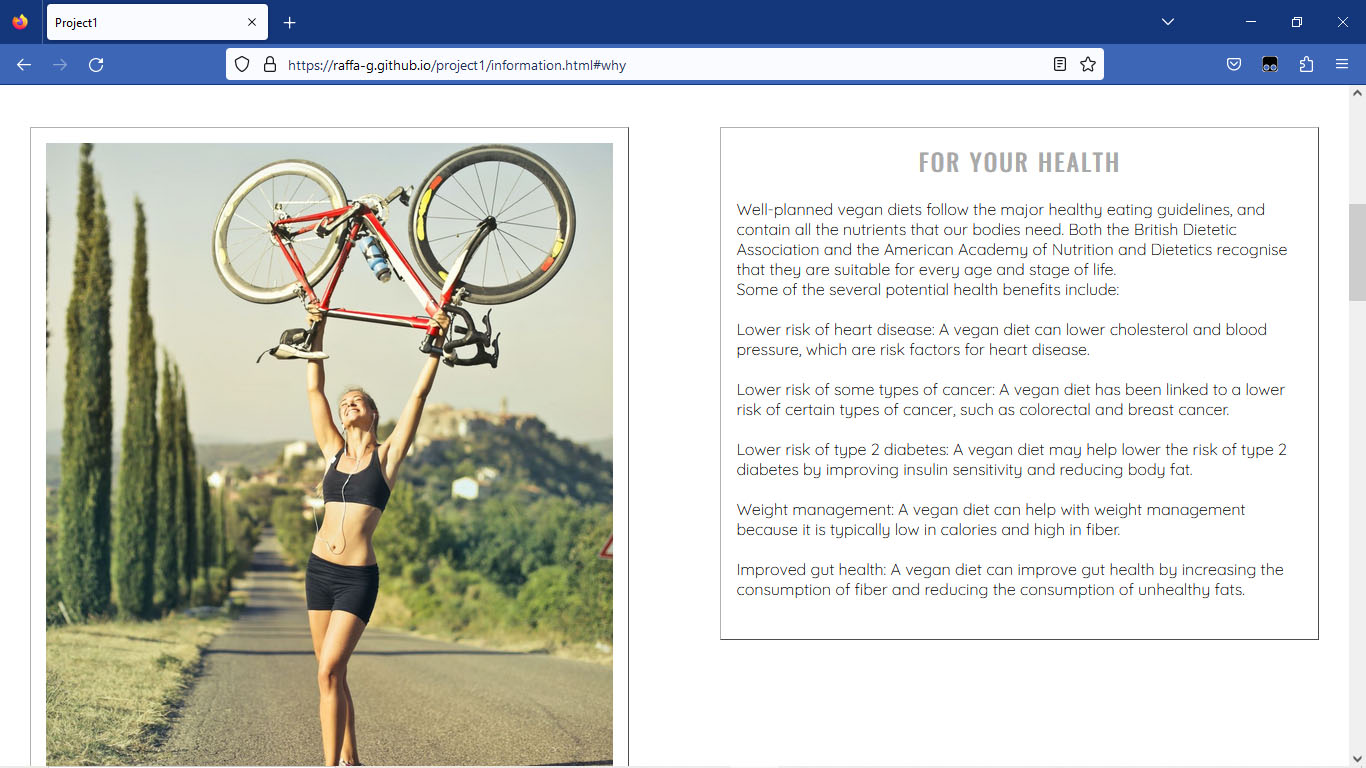 Project1
https://raffa-g.github.io/project1/information.html#why
FOR YOUR HEALTH
Well-planned vegan diets follow the major healthy eating guidelines, and
contain all the nutrients that our bodies need. Both the British Dietetic
Association and the American Academy of Nutrition and Dietetics recognise
that they are suitable for every age and stage of life.
Some of the several potential health benefits include:
Lower risk of heart disease: A vegan diet can lower cholesterol and blood
pressure, which are risk factors for heart disease.
Lower risk of some types of cancer: A vegan diet has been linked to a lower
risk of certain types of cancer, such as colorectal and breast cancer.
Lower risk of type 2 diabetes: A vegan diet may help lower the risk of type 2
diabetes by improving insulin sensitivity and reducing body fat.
Weight management: A vegan diet can help with weight management
because it is typically low in calories and high in fiber.
Improved gut health: A vegan diet can improve gut health by increasing the
consumption of fiber and reducing the consumption of unhealthy fats.